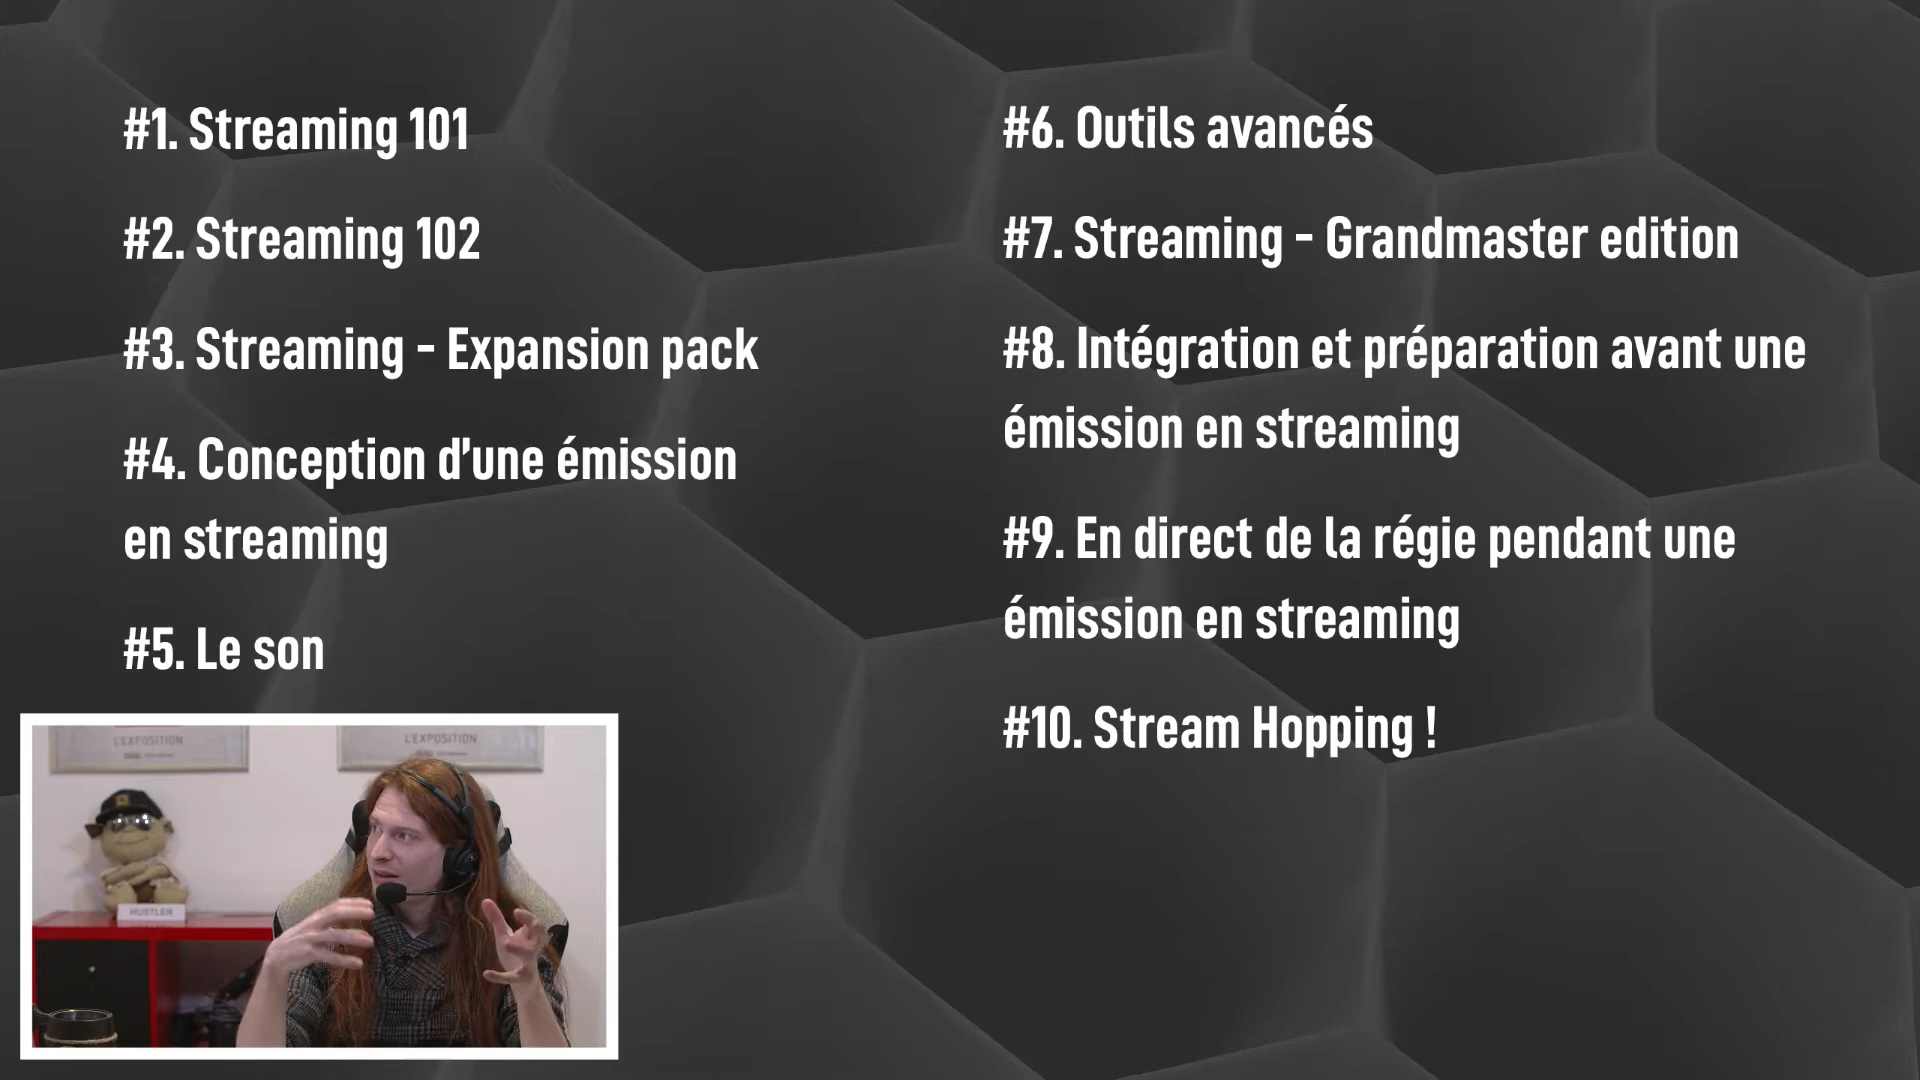 #1. Streaming 101
#2. Streaming 102
#3. Streaming - Expansion pack
#4. Conception d'une émission
en streaming
#5. Le son
#6. Outils avancés
#7. Streaming - Grandmaster edition
#8. Intégration et préparation avant une
émission en streaming
#9. En direct de la régie pendant une
émission en streaming
#10. Stream Hopping !
L'EXPOSITION
L'EXPOSITION
HUSTLER